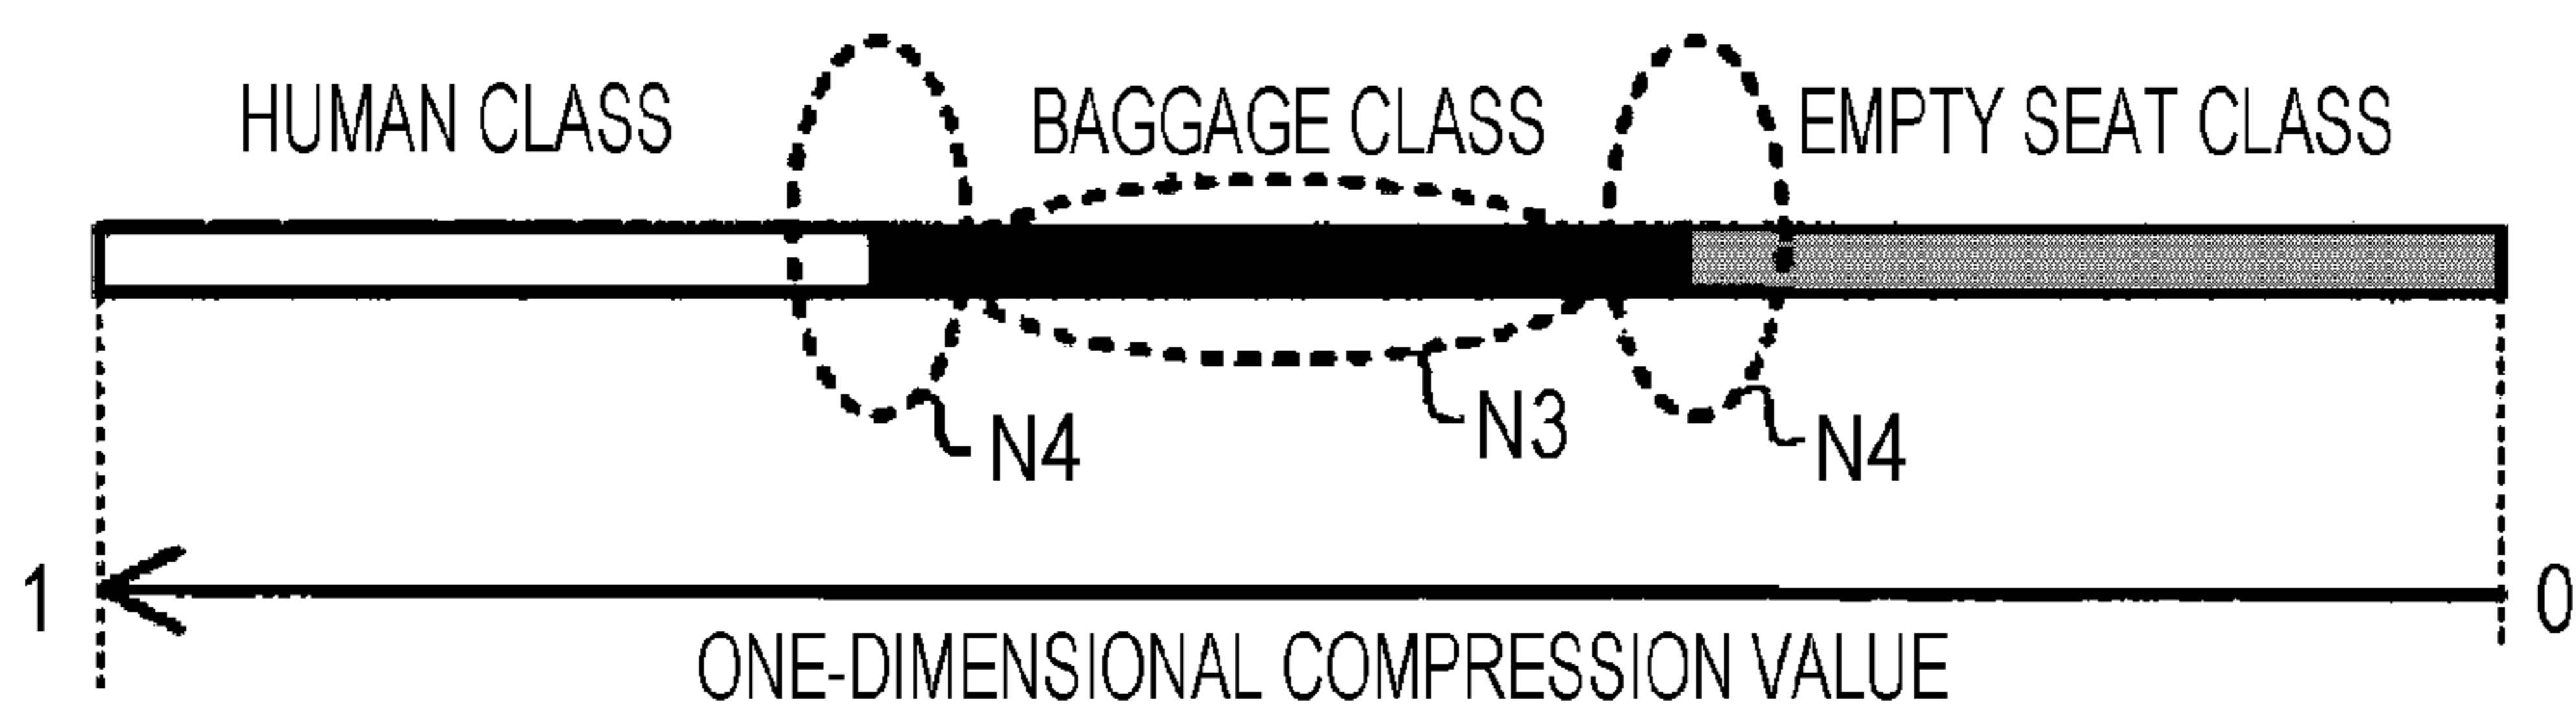 HUMAN CLASS BAGGAGE CLASS EMPTY SEAT CLASS
N4 N3 N4
1 0
ONE-DIMENSIONAL COMPRESSION VALUE